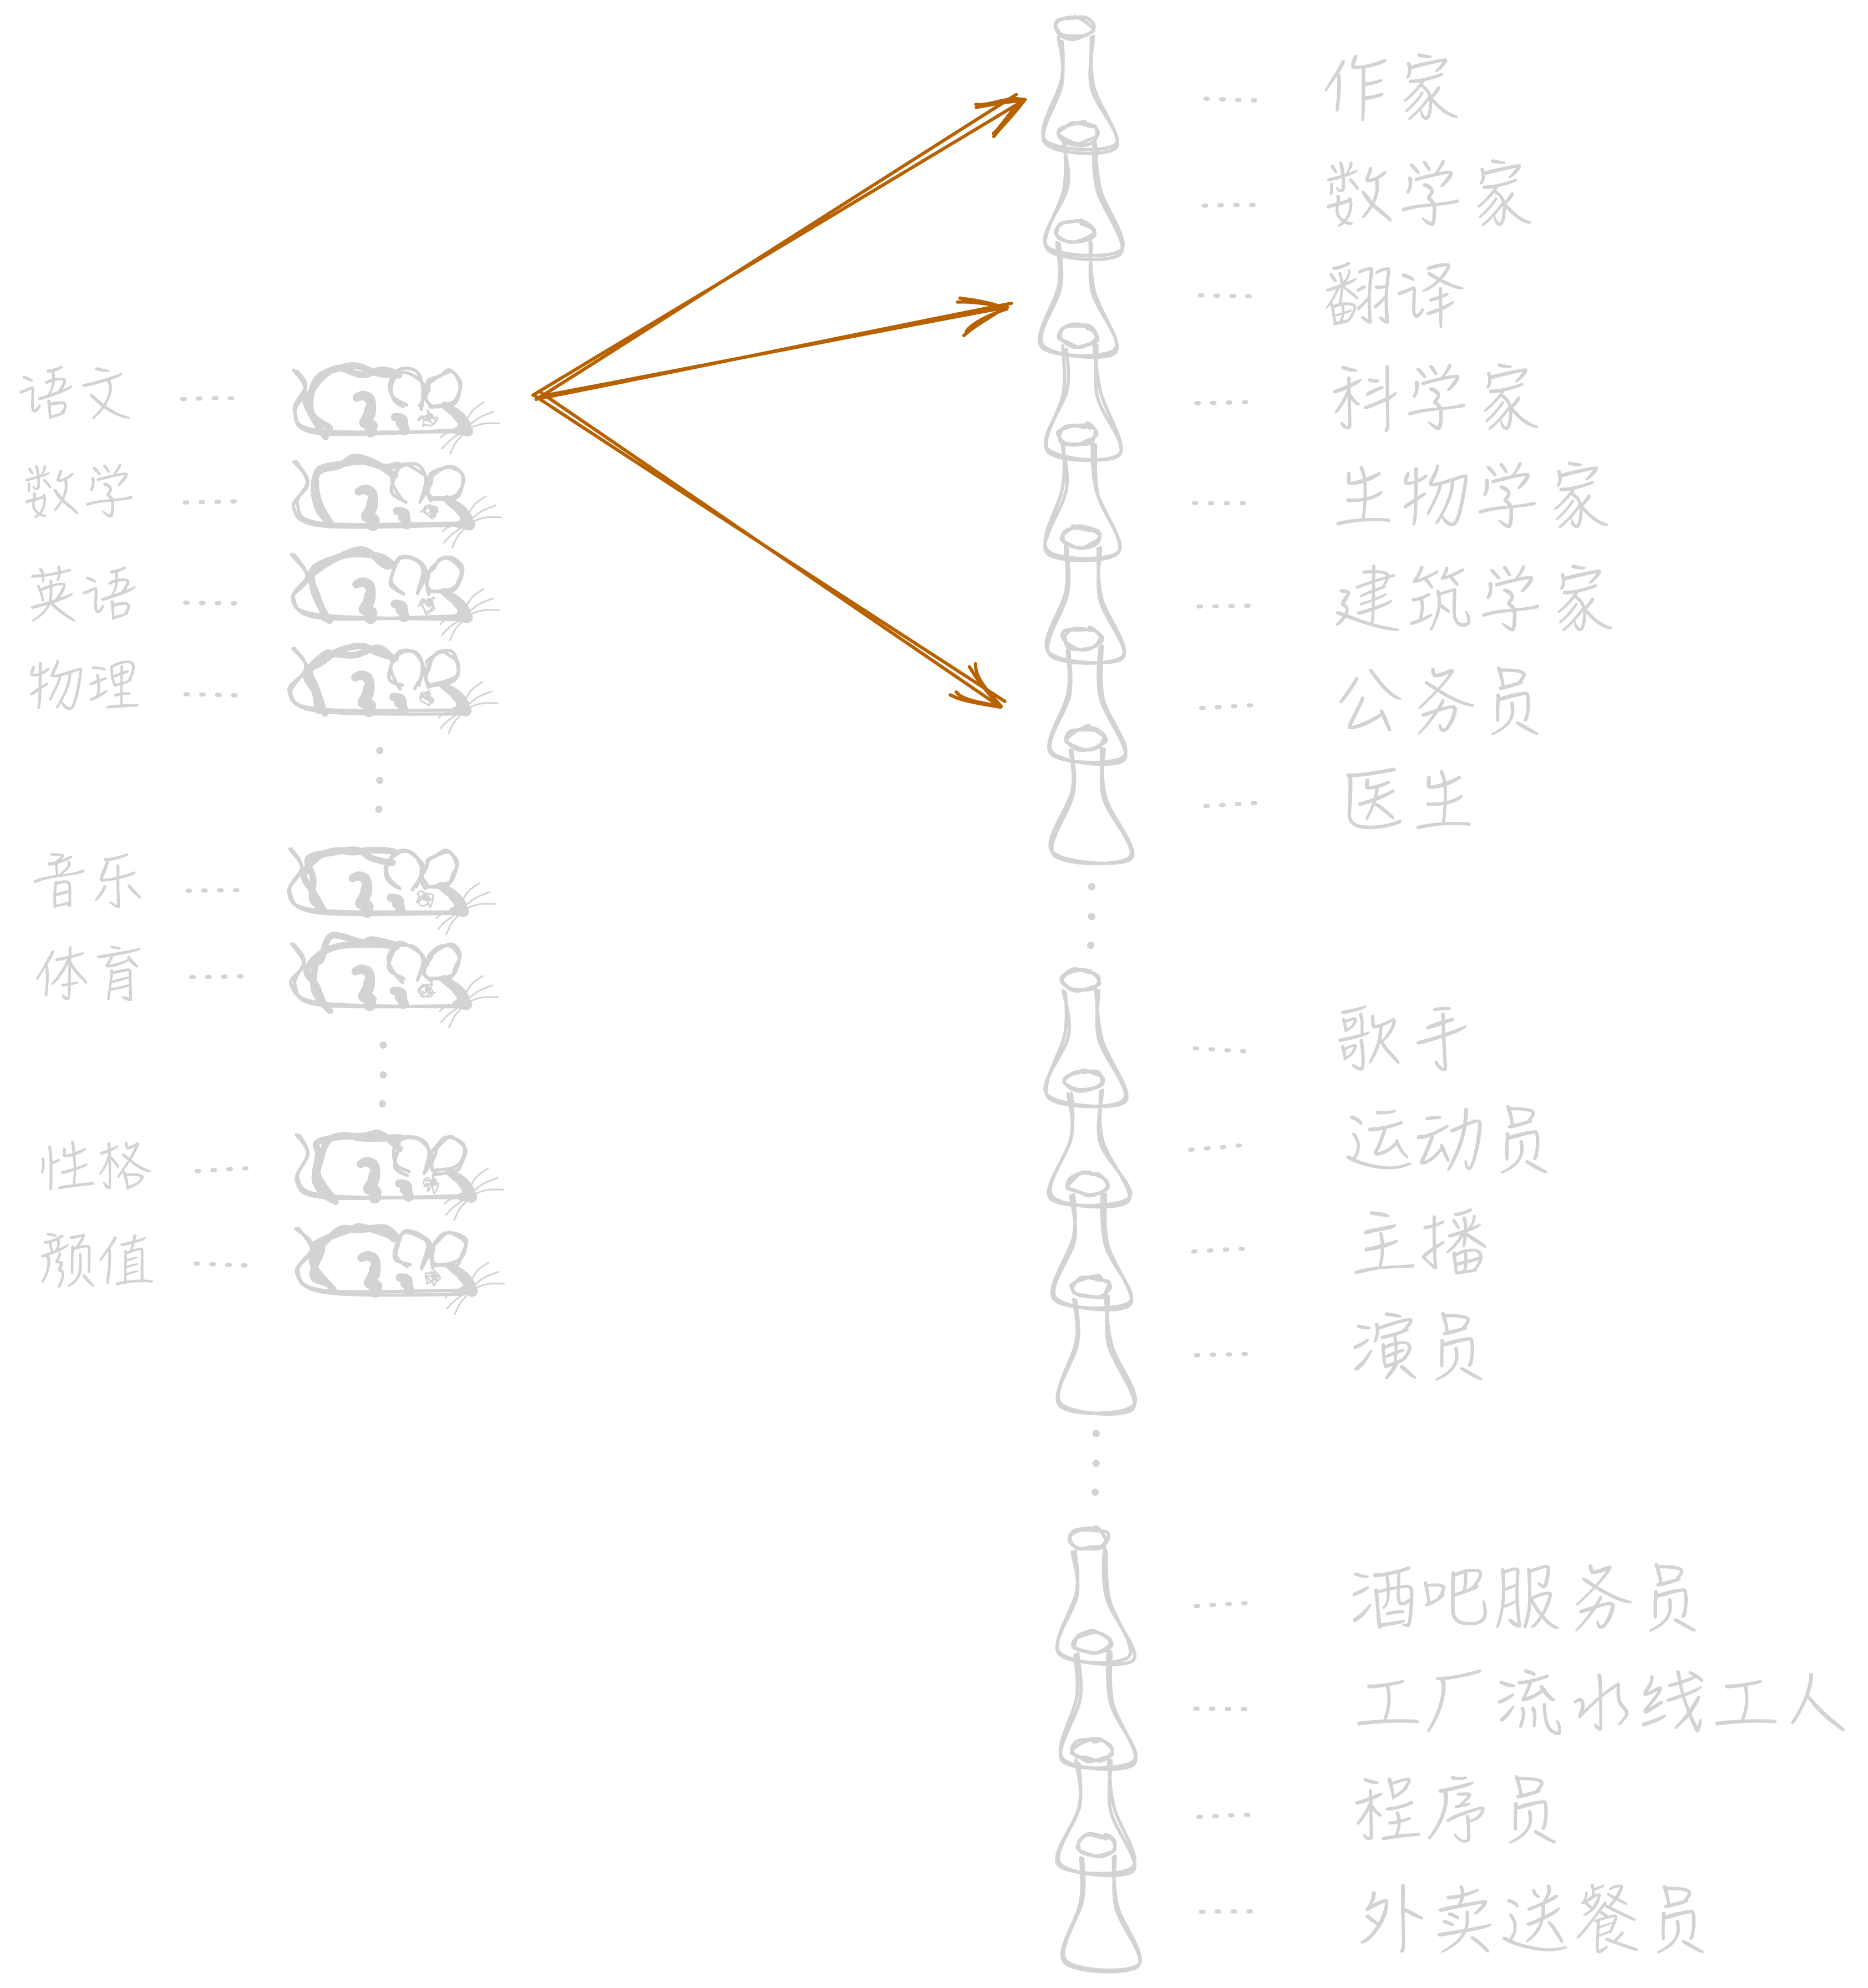 语文
数学
英语
物理
音乐
体育
性格
颜值
作家
数学家
翻译
科学家
生物学家
建筑学家
公务员
医生
歌手
运动员
主播
演员
酒吧服务员
工厂流水线工人
程序员
外卖送餐员